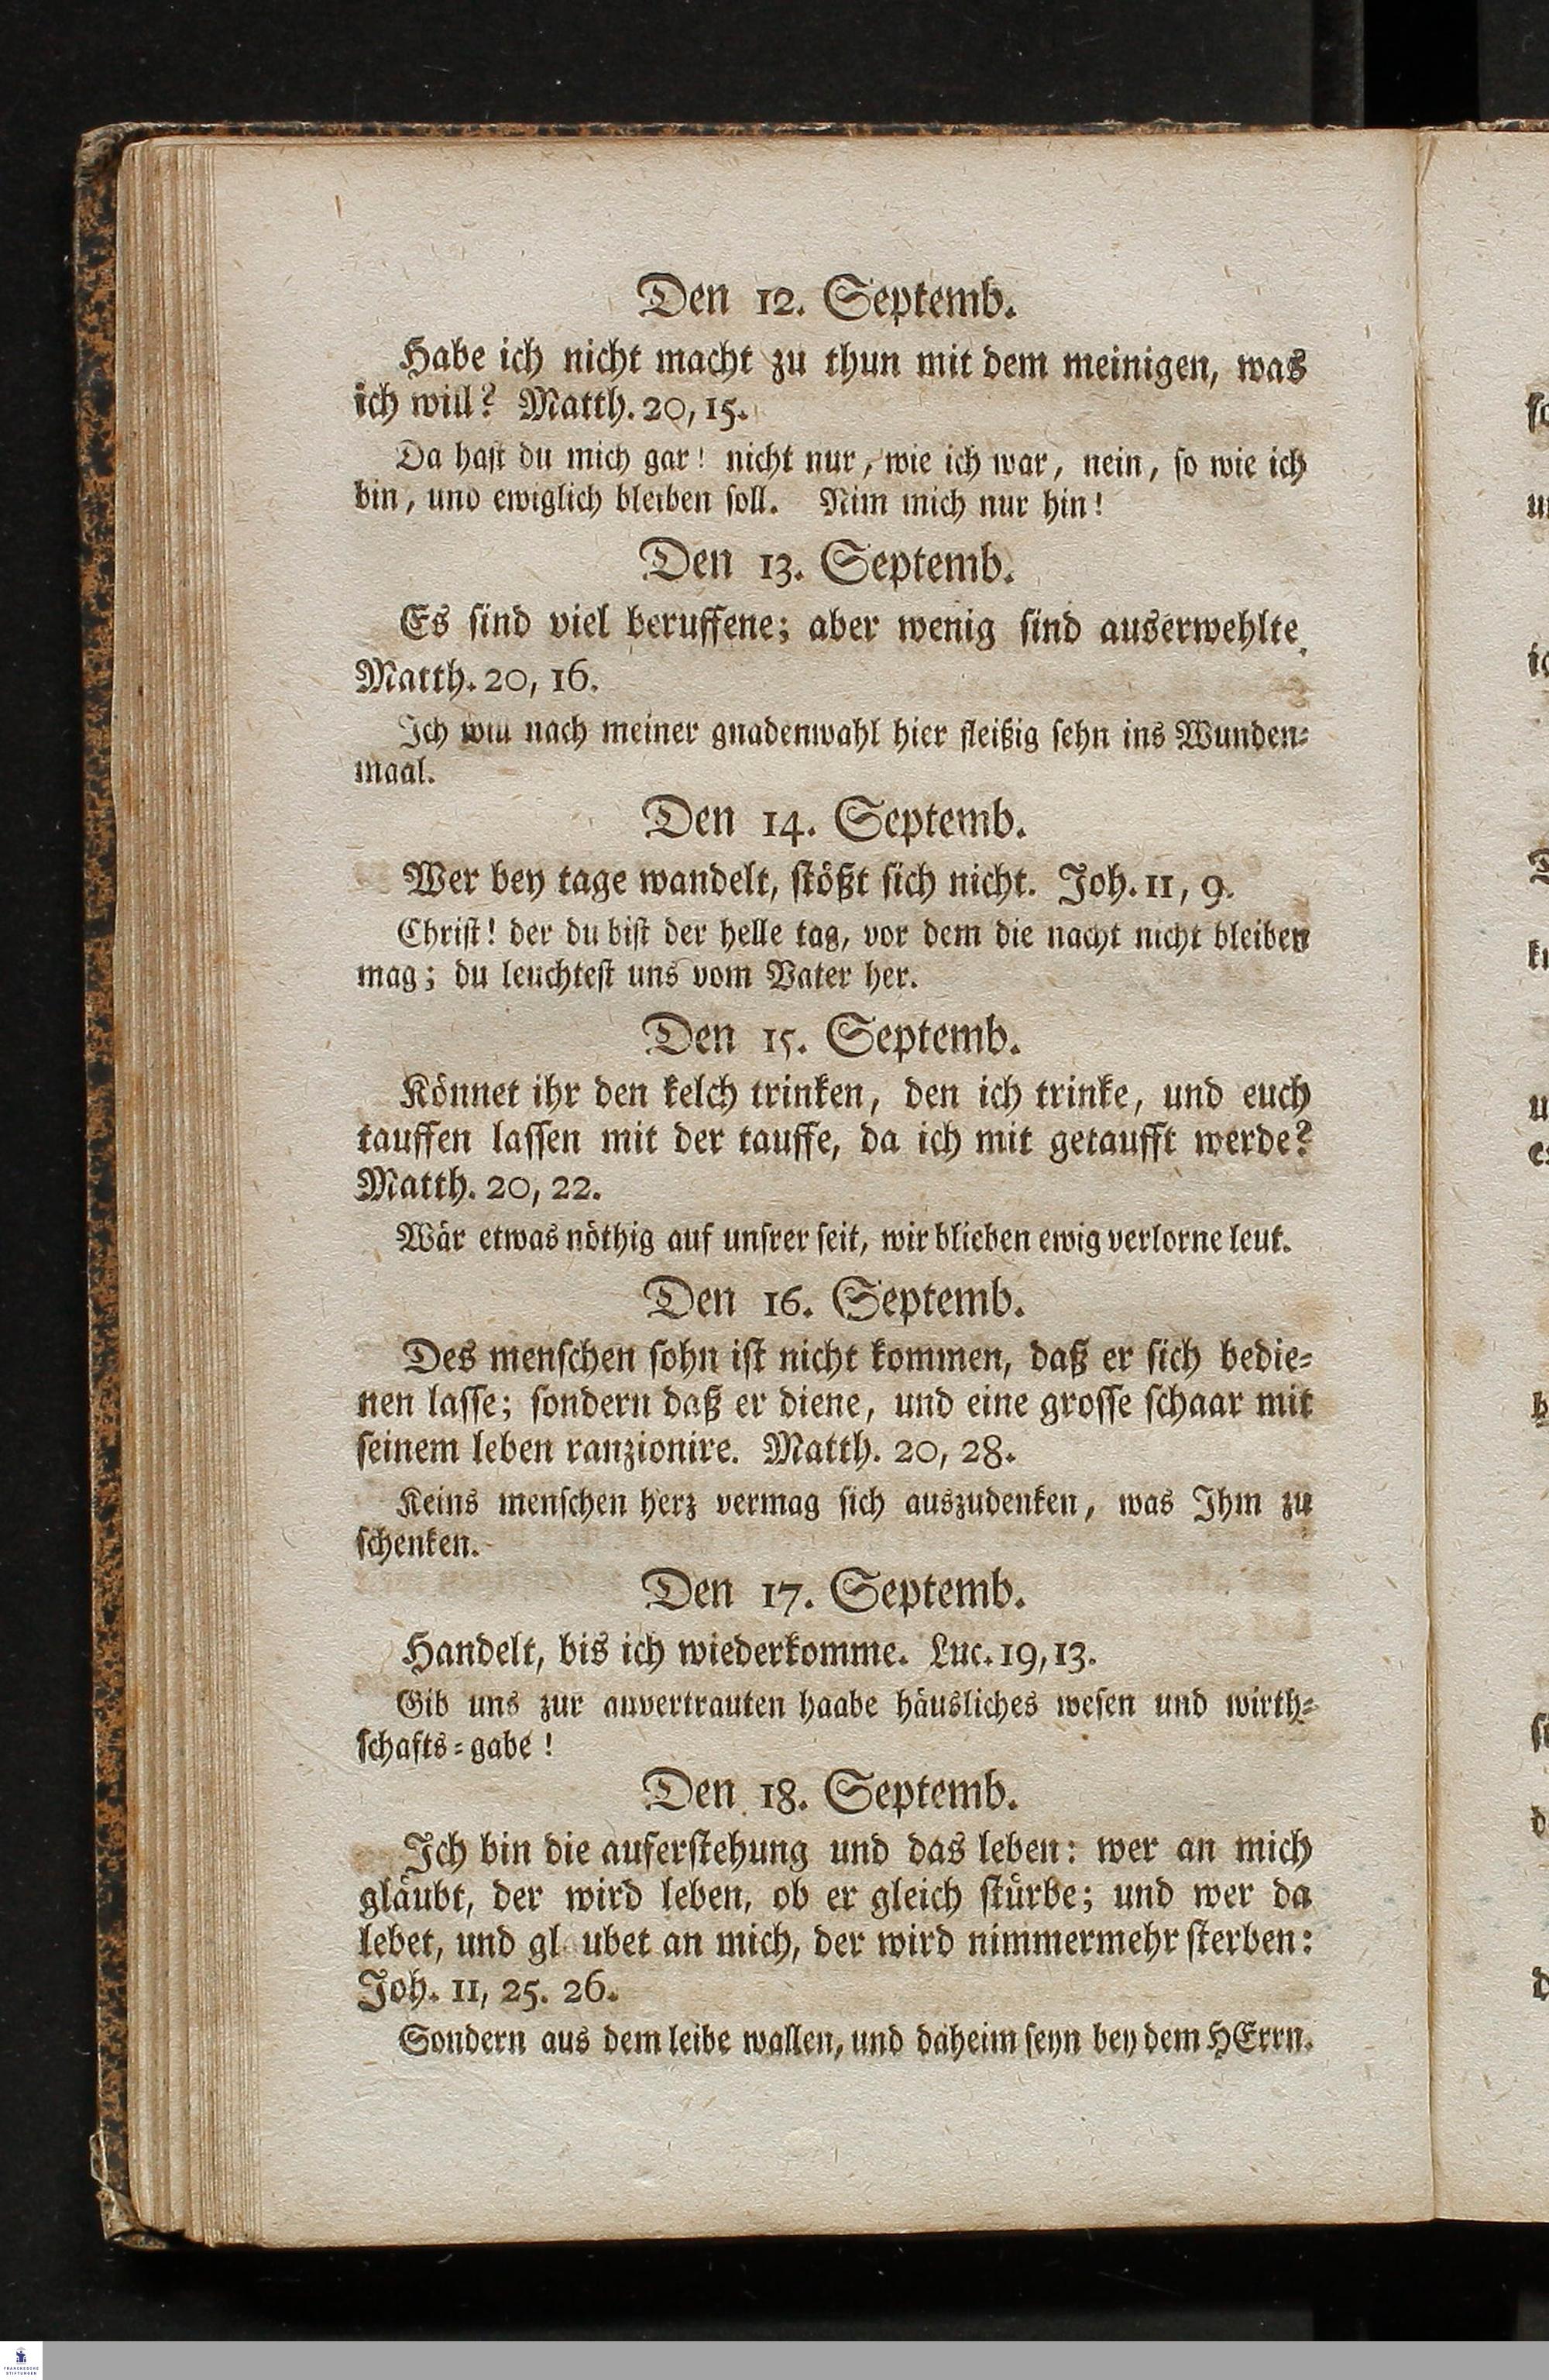 Den 12. Septemb.
Habe ich nicht macht zu thun mit dem meinigen, was
ich will? Matth. 20, 15.
Da haſt du mich gar! nicht nur, wie ich war, nein, ſo wie ich
bin, und ewiglich bleiben ſoll. Nim mich nur hin!
Den 13. Septemb.
Es ſind viel beruffene; aber wenig ſind auserwehlte.
Matth. 20, 16.
Ich will nach meiner gnadenwahl hier fleißig ſehn ins Wunden⸗
maal.
Den 14. Septemb.
Wer bey tage wandelt, ſtößt ſich nicht. Joh. 11, 9.
Chriſt! der du biſt der helle tag, vor dem die nacht nicht bleiben
mag; du leuchteſt uns vom Vater her.
Den 15. Septemb.
Könnet ihr den kelch trinken, den ich trinke, und euch
tauffen laſſen mit der tauffe, da ich mit getaufft werde?
Matth. 20, 22.
Wär etwas nöthig auf unſrer ſeit, wir blieben ewig verlorne leut.
Den 16. Septemb.
Des menſchen ſohn iſt nicht kommen, daß er ſich bedie⸗
nen laſſe; ſondern daß er diene, und eine groſſe ſchaar mit
ſeinem leben ranzionire. Matth. 20, 28.
Keins menſchen herz vermag ſich auszudenken, was Ihm zu
ſchenken.
Den 17. Septemb.
Handelt, bis ich wiederkomme. Luc. 19, 13.
Gib uns zur anvertrauten haabe häusliches weſen und wirth⸗
ſchafts⸗gabe!
Den 18. Septemb.
Ich bin die auferſtehung und das leben: wer an mich
gläubt, der wird leben, ob er gleich ſtürbe; und wer da
lebet, und gl ubet an mich, der wird nimmermehr ſterben:
Joh. 11, 25. 26.
Sondern aus dem leibe wallen, und daheim ſeyn bey dem HErrn.
FRANCKESCHE
STIFTUNGEN